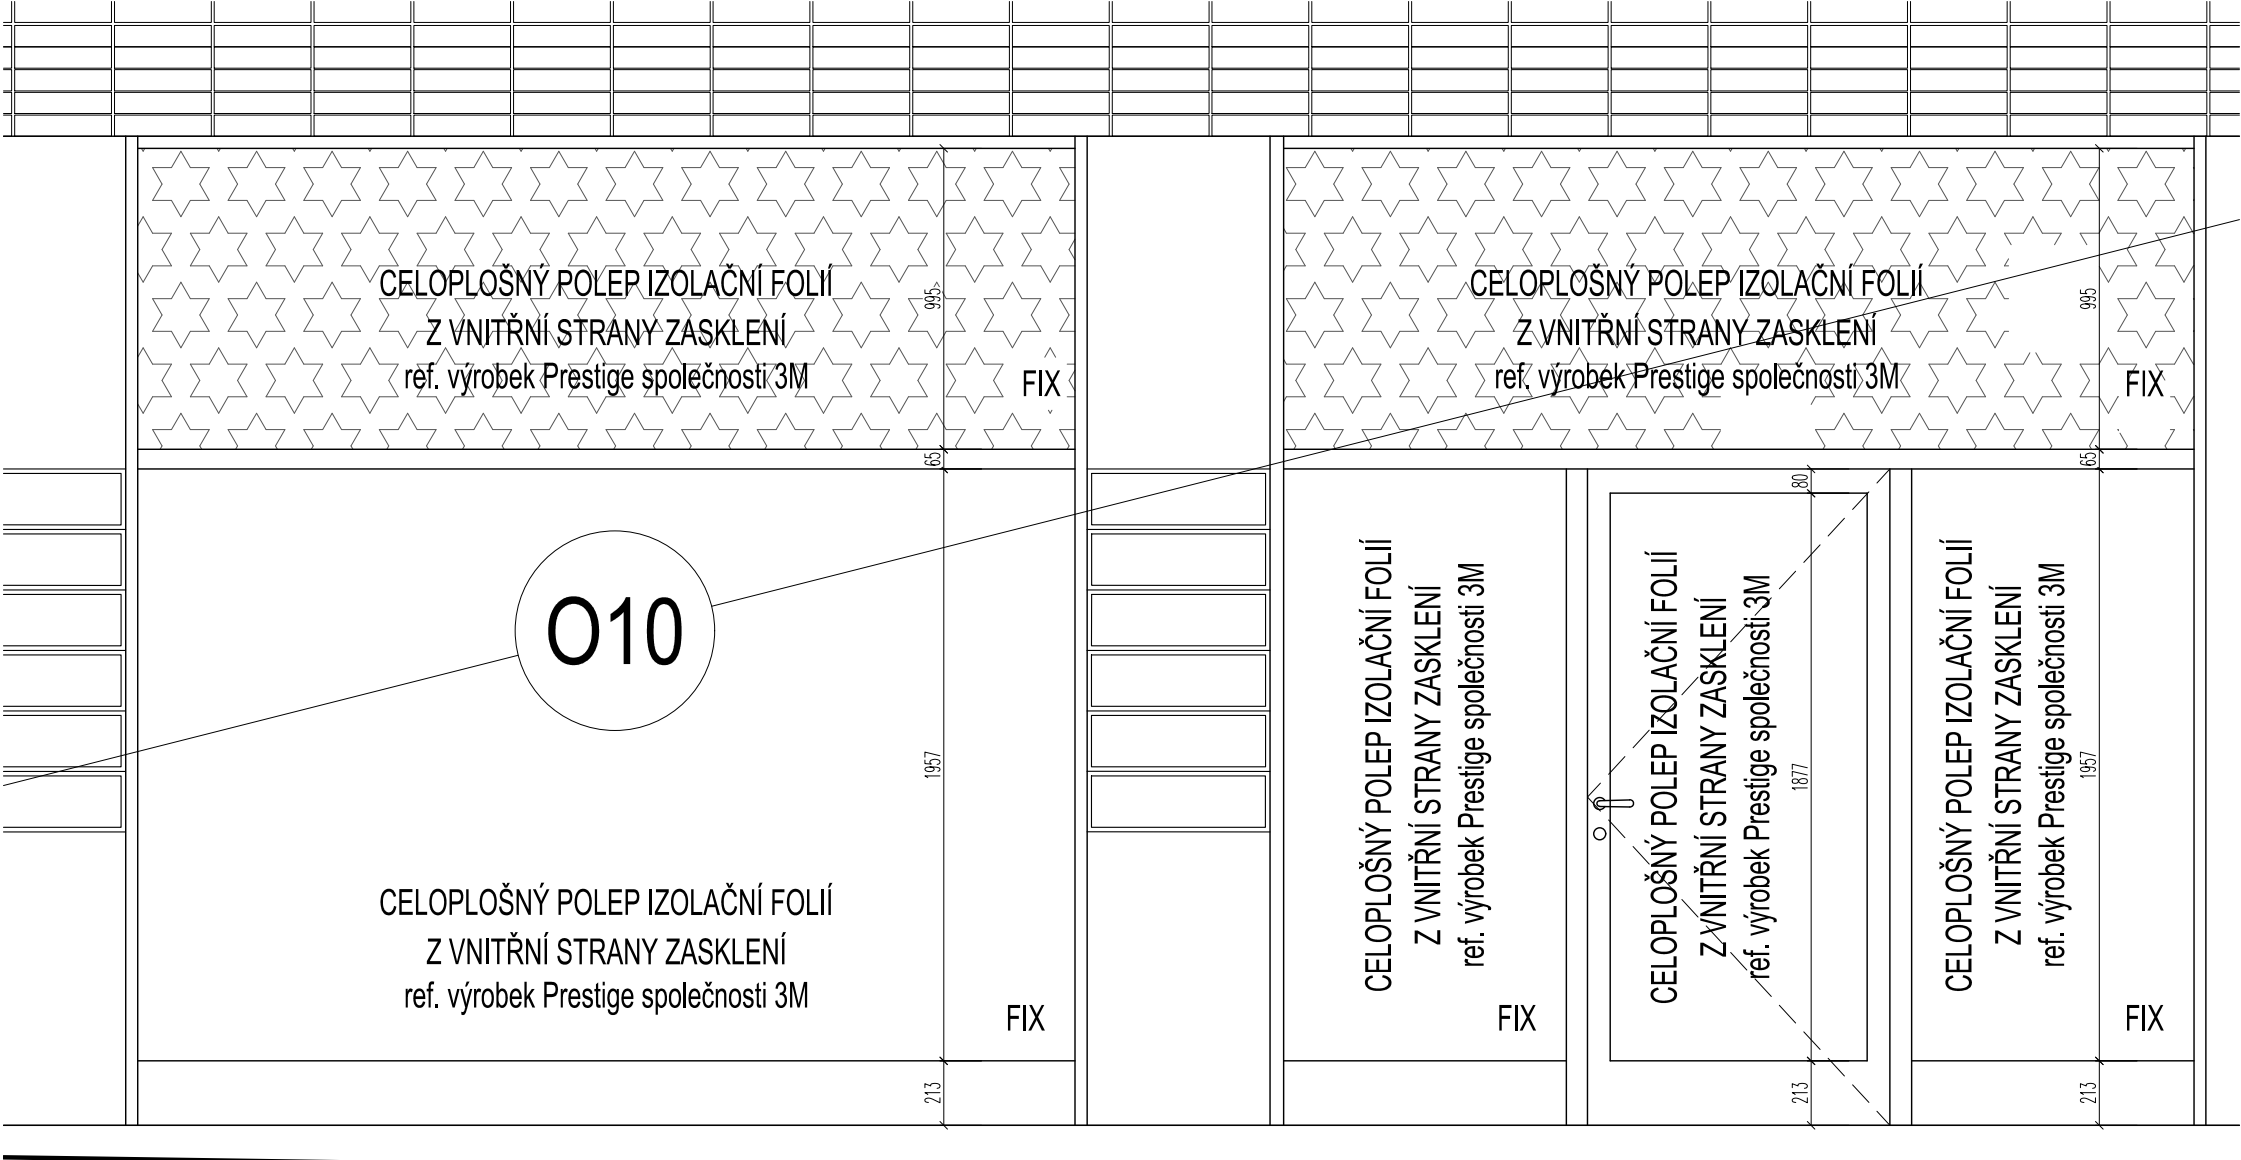 CELOPLOŠNÝ POLEP IZOLAČNÍ FOLIÍ
Z VNITŘNÍ STRANY ZASKLENÍ
ref. výrobek Prestige společnosti 3M
995
FIX
65
CELOPLOŠNÝ POLEP IZOLAČNÍ FOLIÍ
Z VNITŘNÍ STRANY ZASKLENÍ
ref. výrobek Prestige společnosti 3M
995
FIX
65
O10
1957
CELOPLOŠNÝ POLEP IZOLAČNÍ FOLIÍ
Z VNITŘNÍ STRANY ZASKLENÍ
ref. výrobek Prestige společnosti 3M
FIX
213
CELOPLOŠNÝ POLEP IZOLAČNÍ FOLIÍ
Z VNITŘNÍ STRANY ZASKLENÍ
ref. výrobek Prestige společnosti 3M
FIX
CELOPLOŠNÝ POLEP IZOLAČNÍ FOLIÍ
Z VNITŘNÍ STRANY ZASKLENÍ
ref. výrobek Prestige společnosti 3M
80
1877
213
CELOPLOŠNÝ POLEP IZOLAČNÍ FOLIÍ
Z VNITŘNÍ STRANY ZASKLENÍ
ref. výrobek Prestige společnosti 3M
1957
FIX
213